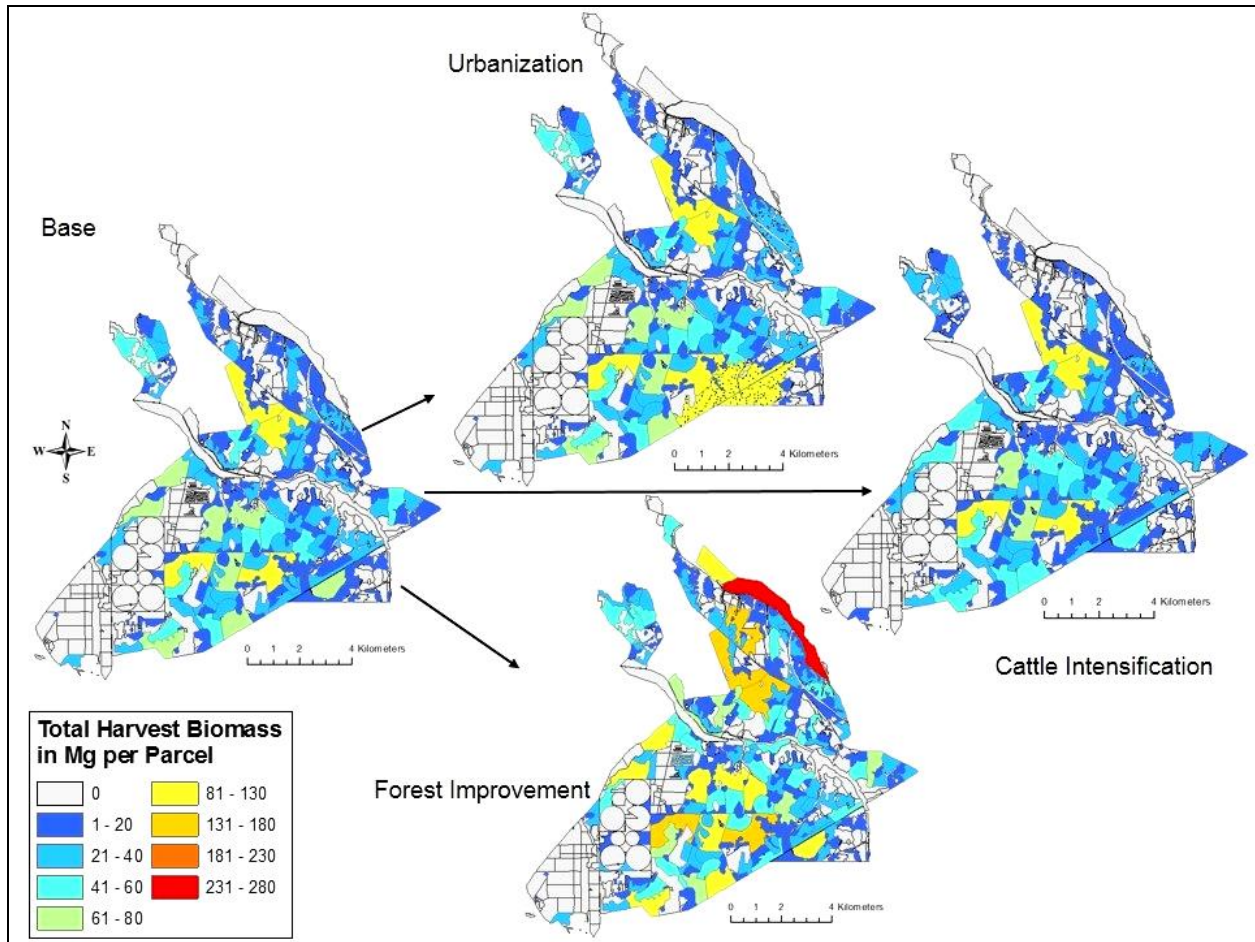 Urbanization
Base
N
W E
S
0 1 2 4 Kilometers
0 1 2 4 Kilometers
0 1 2 4 Kilometers
Cattle Intensification
Forest Improvement
Total Harvest Biomass
in Mg per Parcel
0
1 - 20
21 - 40
41 - 60
61 - 80
81 - 130
131 - 180
181 - 230
231 - 280
0 1 2 4 Kilometers